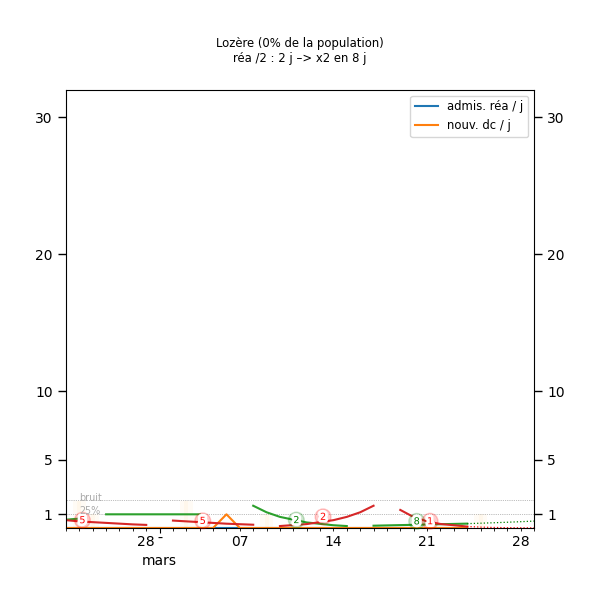 Lozère (0% de la population)
réa /2 : 2 j –> x2 en 8 j
admis. réa / j
nouv. dc / j
30 30
20 20
10 10
5 5
bruit
25%
1 1
5 5 2 2 8 1
28 07 14 21 28
mars